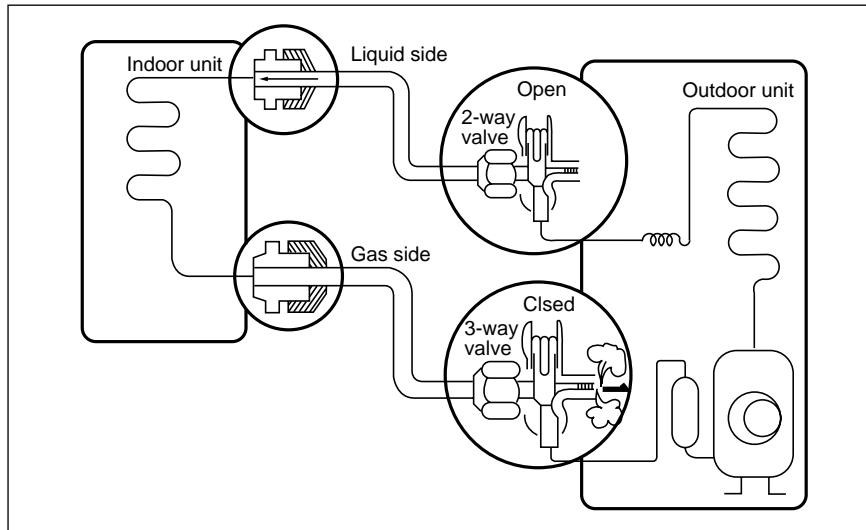 Liquid side
Indoor unit
Open
Outdoor unit
2-way
valve
Gas side
Clsed
3-way
valve